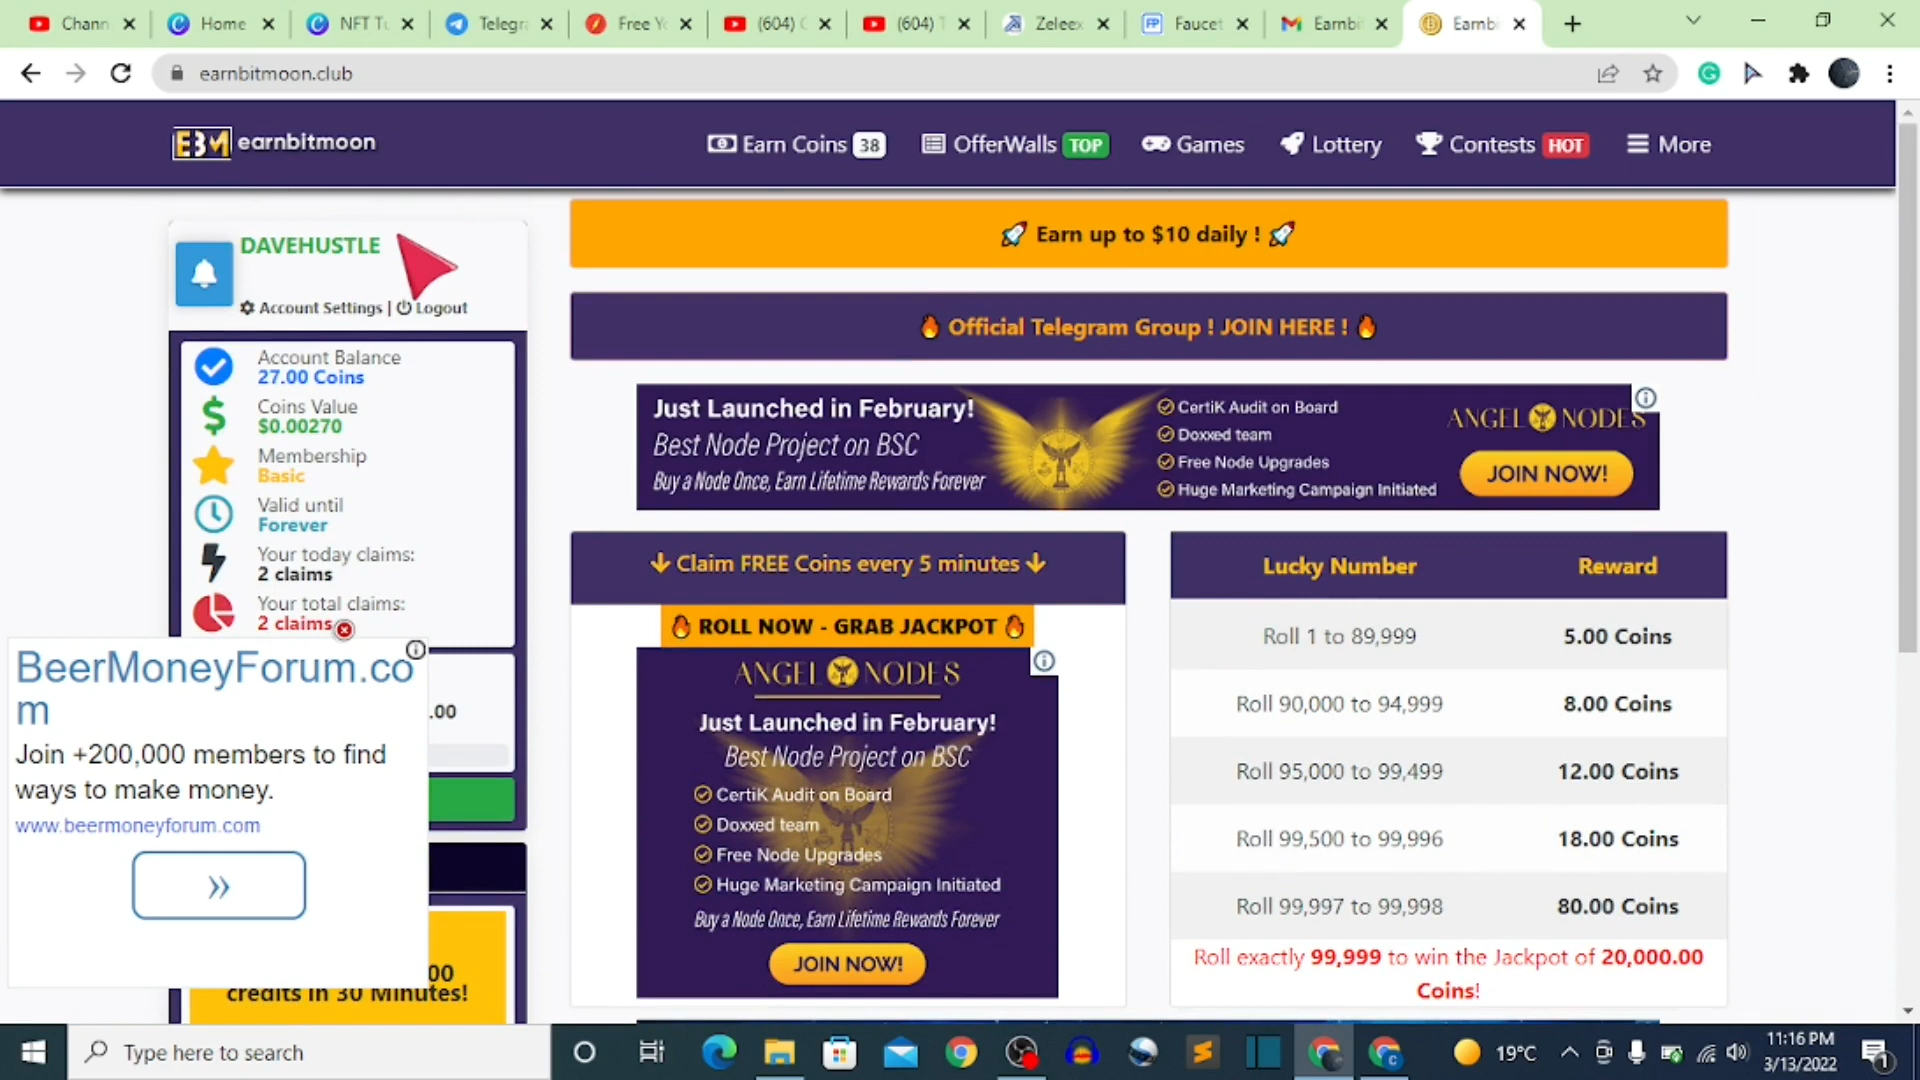 Chann
Home
NFT Tu
Telegra
Free Yo
(604)
(604) T
Zeleex
Faucet
Earnbit
Earnbi
earnbitmoon.club
EBM earnbitmoon
Earn Coins 38
OfferWalls TOP
Games
Lottery
Contests HOT
More
DAVEHUSTLE
Account Settings | Logout
Account Balance
27.00 Coins
Coins Value
$0.00270
Membership
Basic
Valid until
Forever
Your today claims:
2 claims
Your total claims:
2 claims
.00
BeerMoneyForum.co
m
Join +200,000 members to find
ways to make money.
www.beermoneyforum.com
»
00
credits in 30 Minutes!
Earn up to $10 daily !
Official Telegram Group ! JOIN HERE !
Just Launched in February!
Best Node Project on BSC
Buy a Node Once, Earn Lifetime Rewards Forever
CertiK Audit on Board
Doxxed team
Free Node Upgrades
Huge Marketing Campaign Initiated
ANGEL NODES
JOIN NOW!
Claim FREE Coins every 5 minutes
ROLL NOW - GRAB JACKPOT
ANGEL NODES
Just Launched in February!
Best Node Project on BSC
CertiK Audit on Board
Doxxed team
Free Node Upgrades
Huge Marketing Campaign Initiated
Buy a Node Once, Earn Lifetime Rewards Forever
JOIN NOW!
Lucky Number Reward
Roll 1 to 89,999 5.00 Coins
Roll 90,000 to 94,999 8.00 Coins
Roll 95,000 to 99,499 12.00 Coins
Roll 99,500 to 99,996 18.00 Coins
Roll 99,997 to 99,998 80.00 Coins
Roll exactly 99,999 to win the Jackpot of 20,000.00
Coins!
Type here to search
19°C
11:16 PM
3/13/2022
1